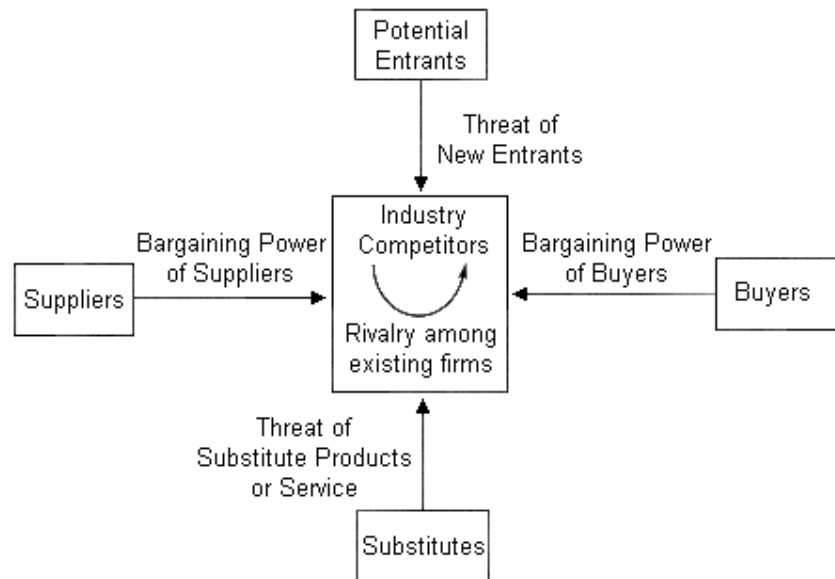 Potential
Entrants
Threat of
New Entrants
Industry
Competitors
Bargaining Power
of Suppliers
Bargaining Power
of Buyers
Suppliers
Buyers
Rivalry among
existing firms
Threat of
Substitute Products
or Service
Substitutes